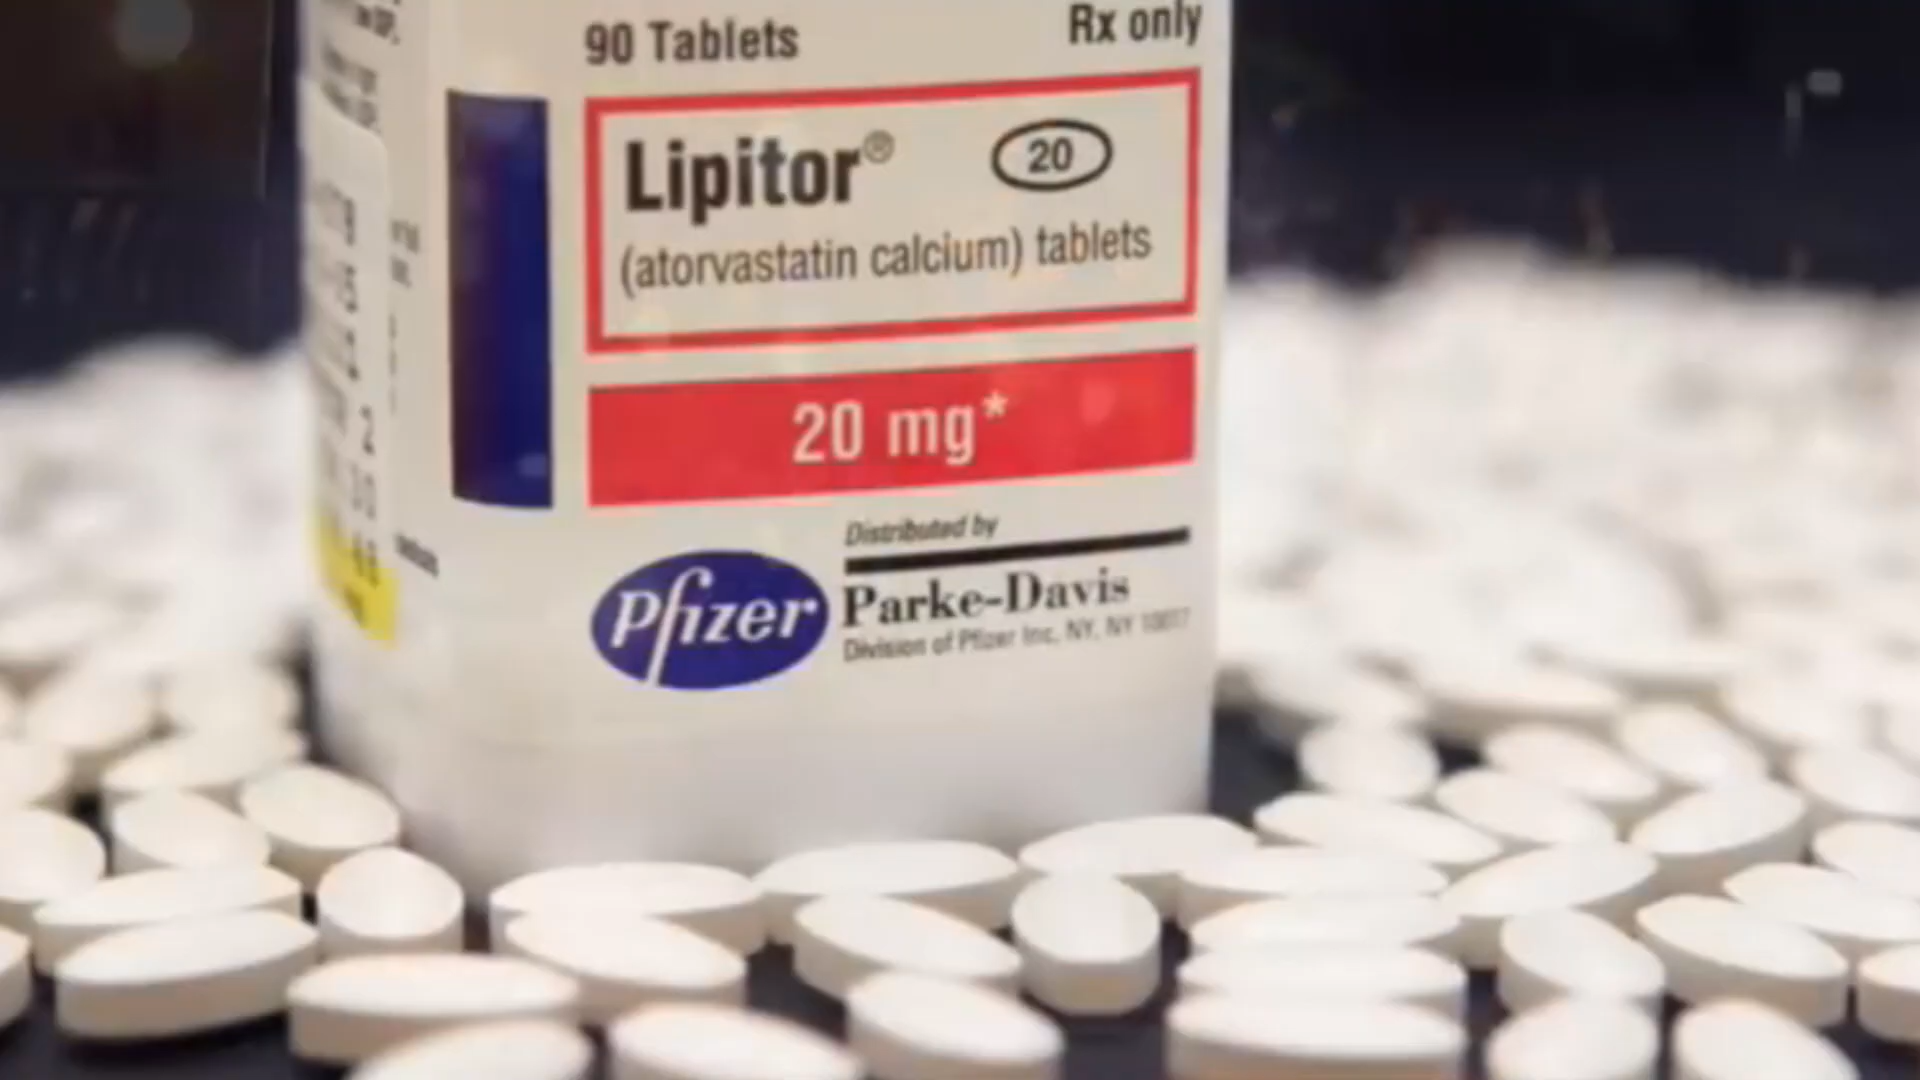 90 Tablets
Rx only
Lipitor®
20
(atorvastatin calcium) tablets
20 mg*
Distributed by
Pfizer
Parke-Davis
Division of Pfizer Inc, NY, NY 10017